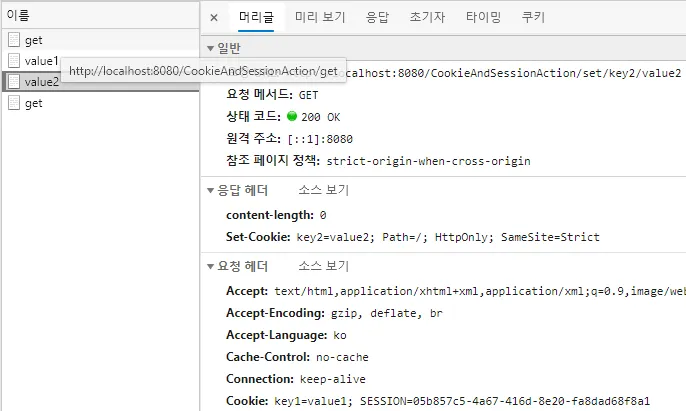 이름
× 머리글 미리 보기 응답 초기자 타이밍 쿠키
get
value1
value2
get
http://localhost:8080/CookieAndSessionAction/get
일반
localhost:8080/CookieAndSessionAction/set/key2/value2
요청 메서드: GET
상태 코드: 200 OK
원격 주소: [::1]:8080
참조 페이지 정책: strict-origin-when-cross-origin
응답 헤더 소스 보기
content-length: 0
Set-Cookie: key2=value2; Path=/; HttpOnly; SameSite=Strict
요청 헤더 소스 보기
Accept: text/html,application/xhtml+xml,application/xml;q=0.9,image/web
Accept-Encoding: gzip, deflate, br
Accept-Language: ko
Cache-Control: no-cache
Connection: keep-alive
Cookie: key1=value1; SESSION=05b857c5-4a67-416d-8e20-fa8dad68f8a1